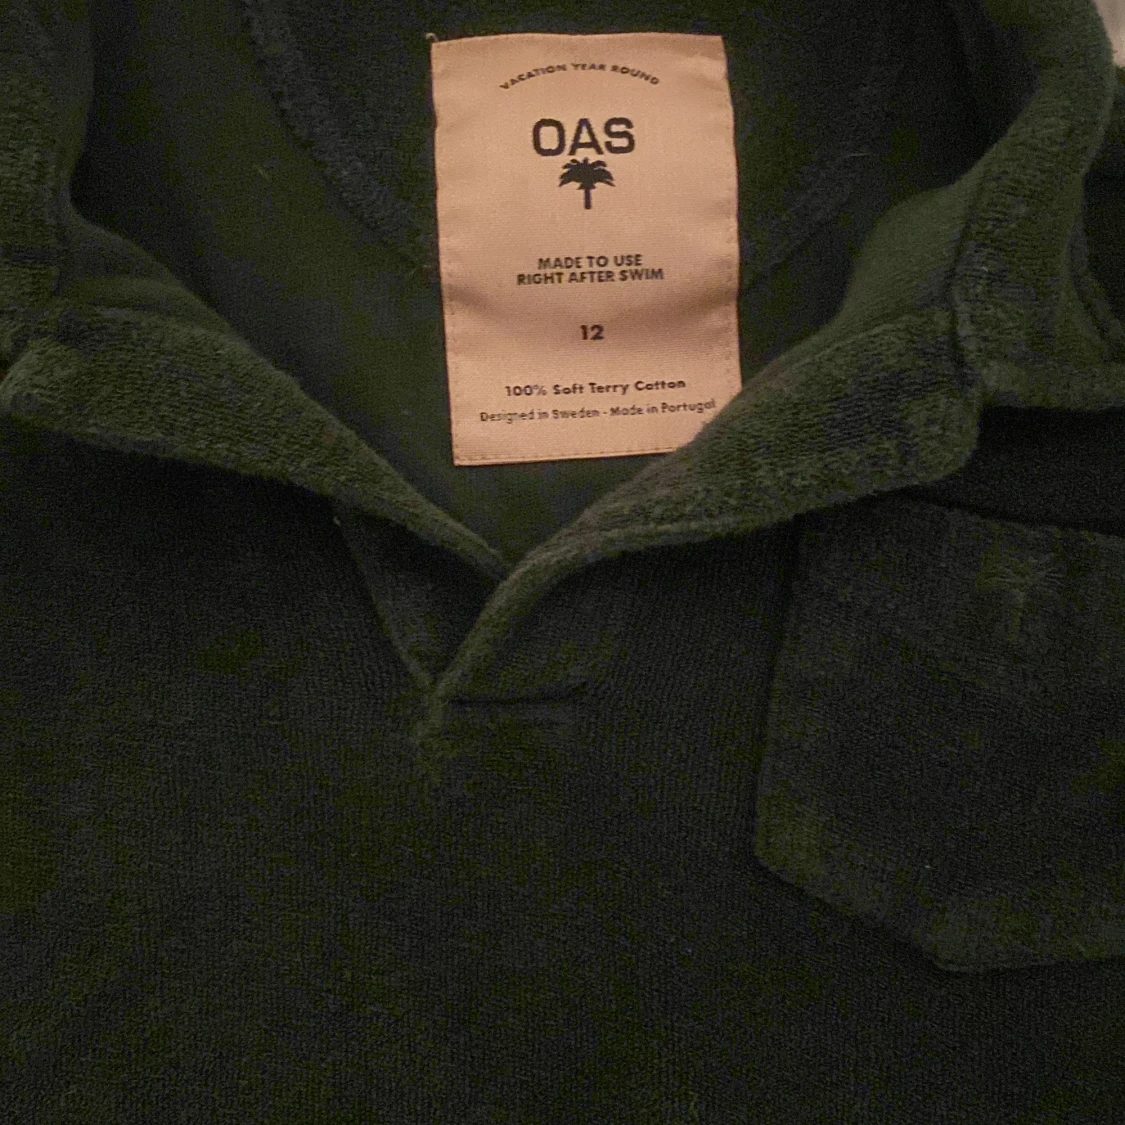 VACATION YEAR ROUND
OAS
MADE TO USE
RIGHT AFTER SWIM
12
100% Soft Terry Cotton
Designed in Sweden - Made in Portugal